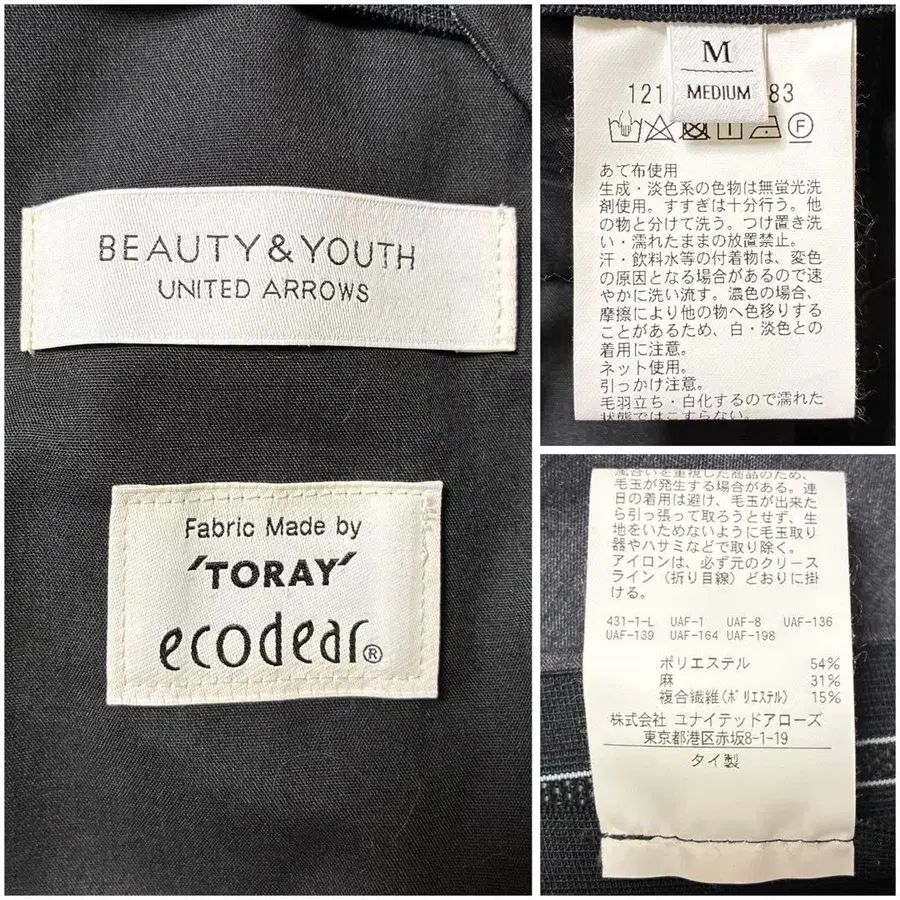 BEAUTY&YOUTH
UNITED ARROWS
Fabric Made by
'TORAY'
ecodear®
M
MEDIUM
121 83
F
あて布使用
生成・淡色系の色物は無蛍光洗
剤使用。すすぎは十分行う。他
の物と分けて洗う。つけ置き洗
い・濡れたままの放置禁止。
汗・飲料水等の付着物は、変色
の原因となる場合があるので速
やかに洗い流す。濃色の場合、
摩擦により他の物へ色移りする
ことがあるため、白・淡色との
着用に注意。
ネット使用。
引っかけ注意。
毛羽立ち・白化するので濡れた
状態ではこすらない。
風合いを重視した商品のため、
毛玉が発生する場合がある。連
日の着用は避け、毛玉が出来た
ら引っ張って取ろうとせず、生
地をいためないように毛玉取り
器やハサミなどで取り除く。
アイロンは、必ず元のクリース
ライン（折り目線）どおりに掛
ける。
431-1-L UAF-1 UAF-8 UAF-136
UAF-139 UAF-164 UAF-198
ポリエステル 54%
麻 31%
複合繊維(ﾎﾟﾘｴｽﾃﾙ) 15%
株式会社 ユナイテッドアローズ
東京都港区赤坂8-1-19
タイ製